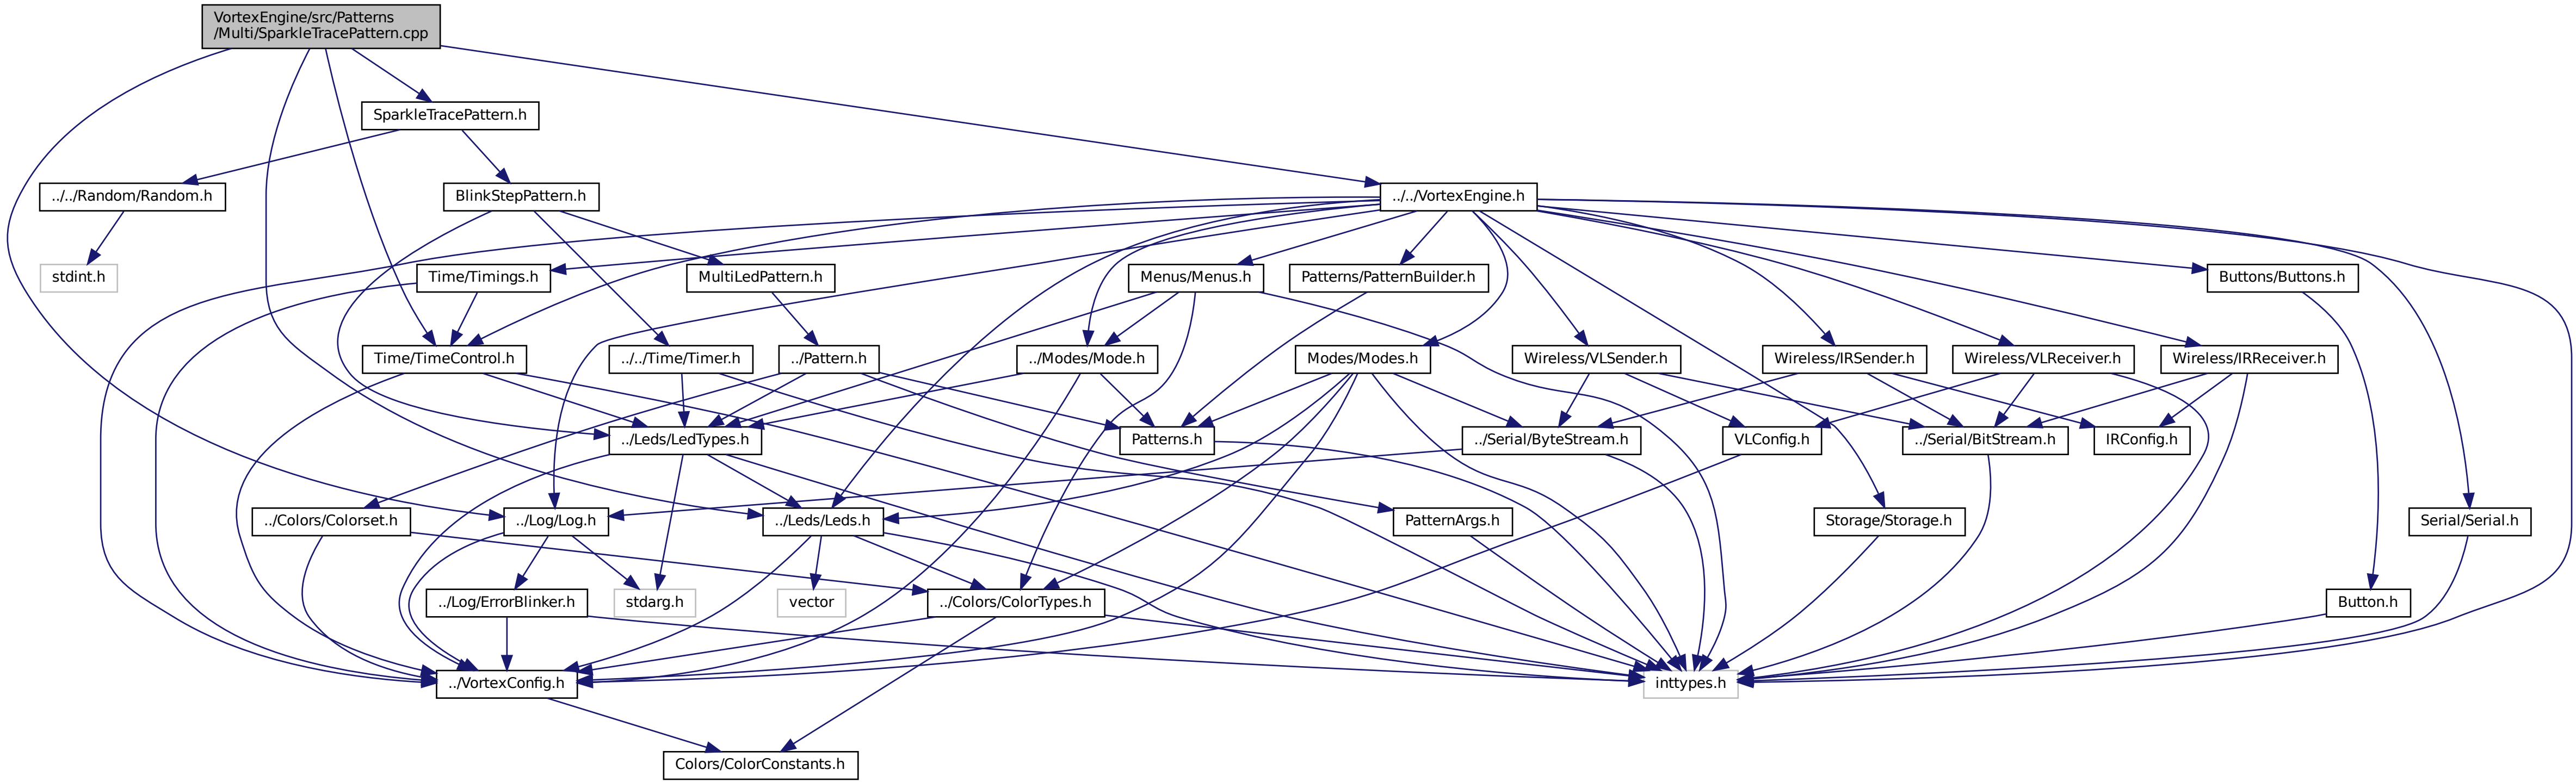 VortexEngine/src/Patterns
/Multi/SparkleTracePattern.cpp
SparkleTracePattern.h
../../Random/Random.h
BlinkStepPattern.h
../../VortexEngine.h
stdint.h
Time/Timings.h
MultiLedPattern.h
Menus/Menus.h
Patterns/PatternBuilder.h
Buttons/Buttons.h
Time/TimeControl.h
../../Time/Timer.h
../Pattern.h
../Modes/Mode.h
Modes/Modes.h
Wireless/VLSender.h
Wireless/IRSender.h
Wireless/VLReceiver.h
Wireless/IRReceiver.h
../Leds/LedTypes.h
Patterns.h
../Serial/ByteStream.h
VLConfig.h
../Serial/BitStream.h
IRConfig.h
../Colors/Colorset.h
../Log/Log.h
../Leds/Leds.h
PatternArgs.h
Storage/Storage.h
Serial/Serial.h
../Log/ErrorBlinker.h
stdarg.h
vector
../Colors/ColorTypes.h
Button.h
../VortexConfig.h
inttypes.h
Colors/ColorConstants.h